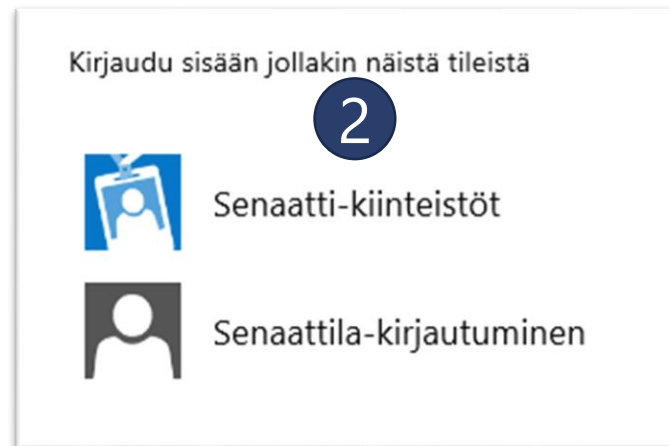 Kirjaudu sisään jollakin näistä tileistä
2
Senaatti-kiinteistöt
Senaattila-kirjautuminen